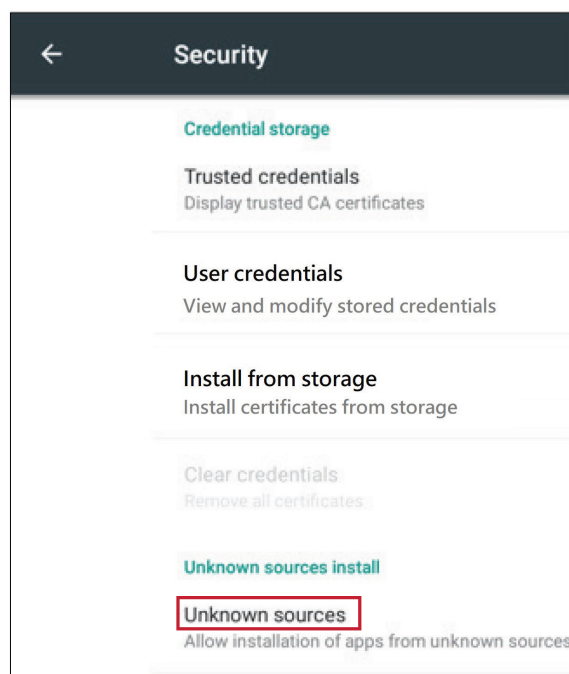 Security
Credential storage
Trusted credentials
Display trusted CA certificates
User credentials
View and modify stored credentials
Install from storage
Install certificates from storage
Clear credentials
Remove all certificates
Unknown sources install
Unknown sources
Allow installation of apps from unknown sources